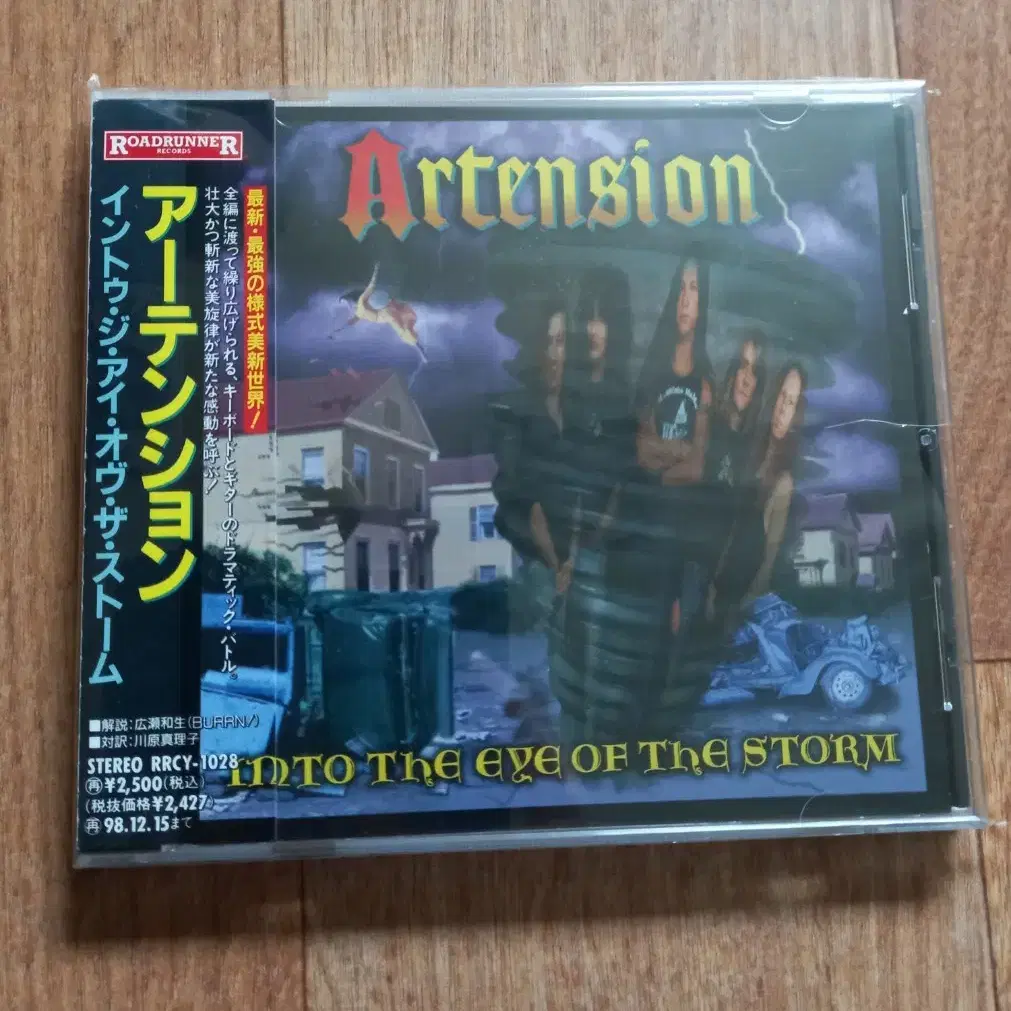 ROADRUNNER
RECORDS
アーテンション
イントゥ・ジ・アイ・オヴ・ザ・ストーム
最新・最強の様式美新世界!
全編に渡って繰り広げられる、キーボードとギターのドラマティック・バトル。
壮大かつ斬新な美旋律が新たな感動を呼ぶ!
■解説:広瀬和生(BURRN!)
■対訳:川原真理子
STEREO RRCY-1028
㊢¥2,500(税込)
(税抜価格¥2,427)
㊢98.12.15まで
Artension
INTO THE EYE OF THE STORM